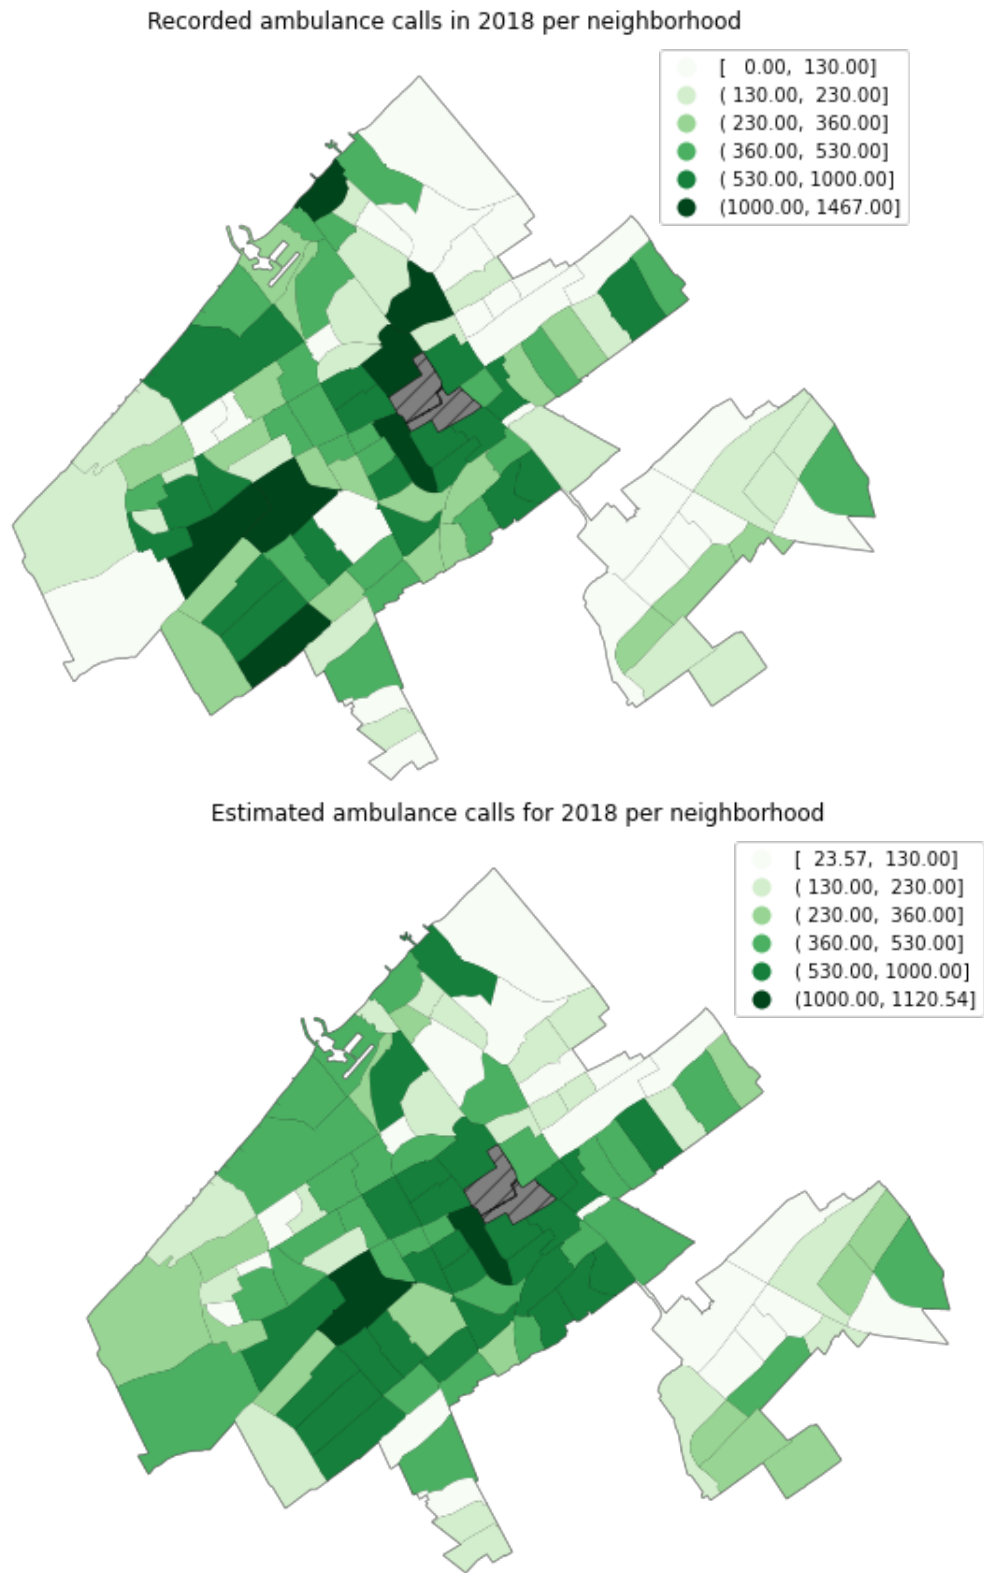 Recorded ambulance calls in 2018 per neighborhood
[ 0.00, 130.00]
( 130.00, 230.00]
( 230.00, 360.00]
( 360.00, 530.00]
( 530.00, 1000.00]
(1000.00, 1467.00]
Estimated ambulance calls for 2018 per neighborhood
[ 23.57, 130.00]
( 130.00, 230.00]
( 230.00, 360.00]
( 360.00, 530.00]
( 530.00, 1000.00]
(1000.00, 1120.54]